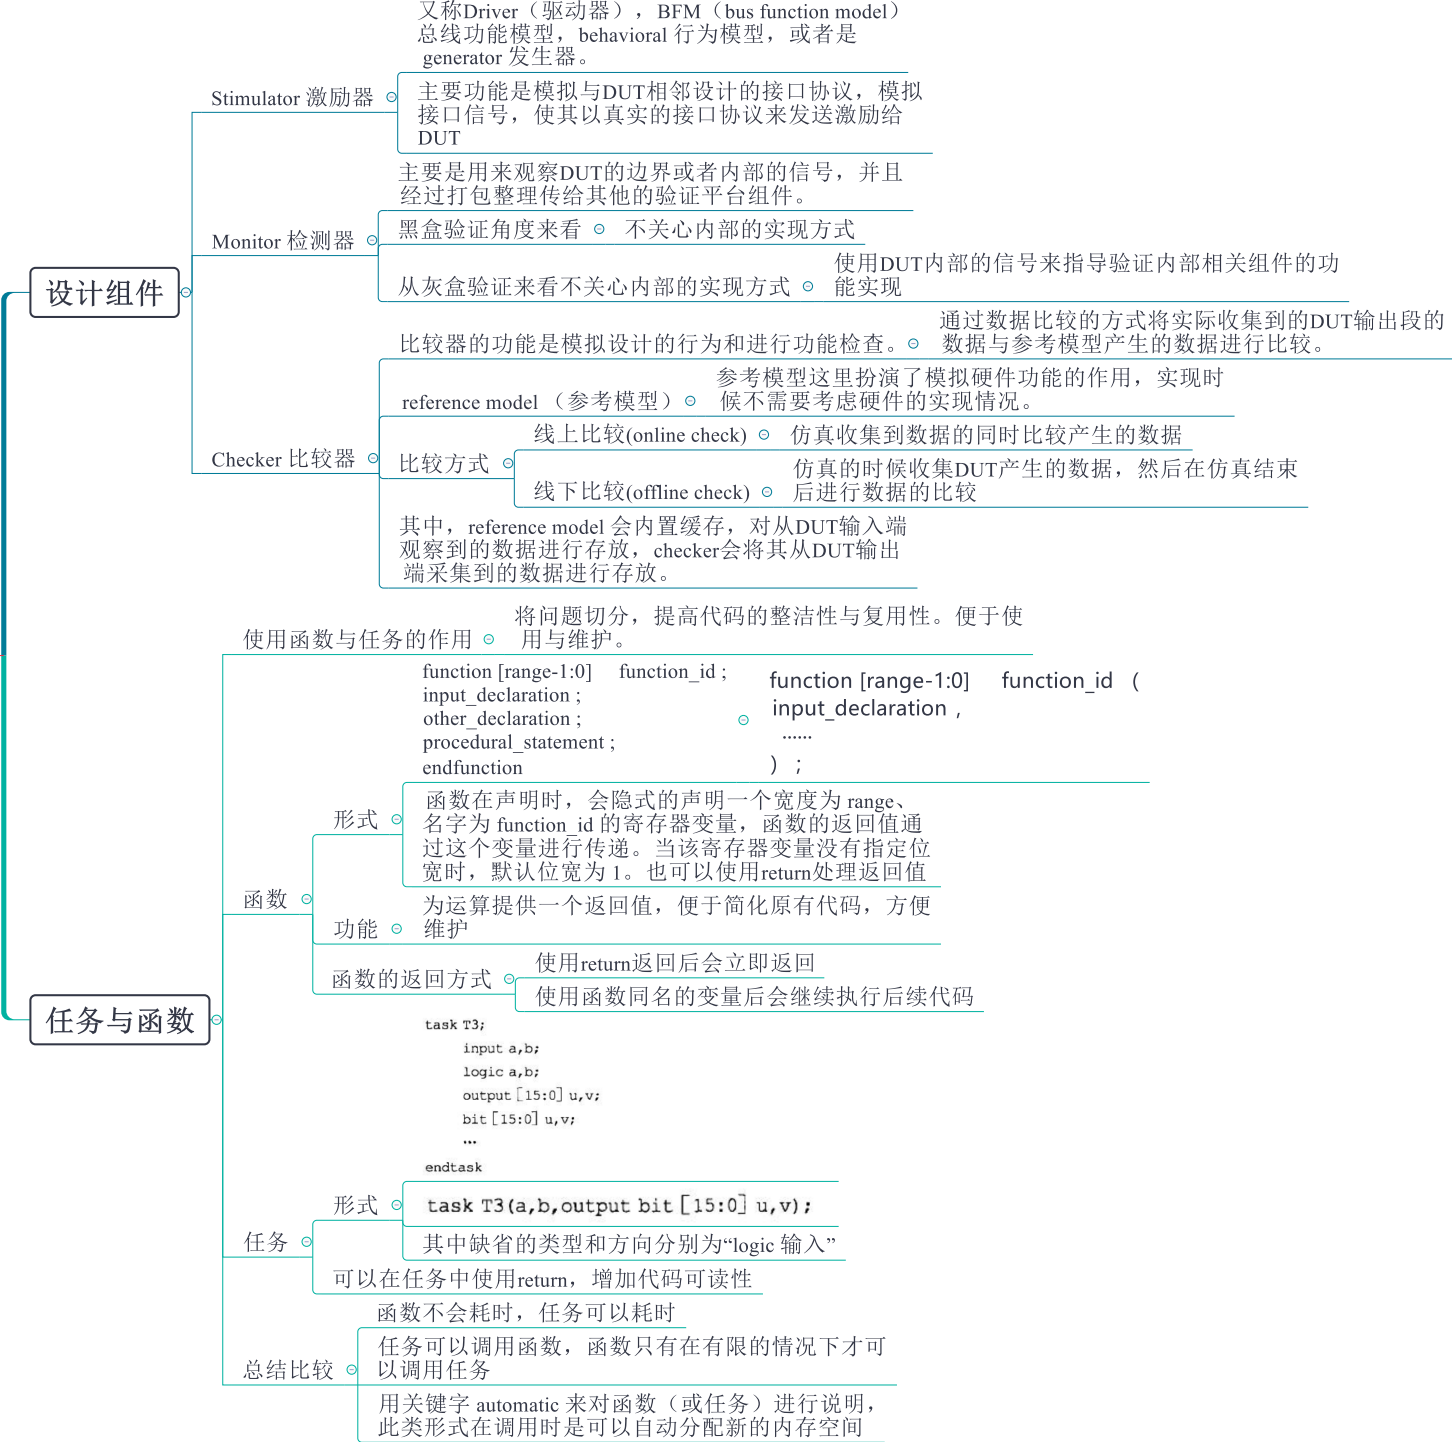 设计组件
Stimulator 激励器
又称Driver（驱动器），BFM（bus function model）
总线功能模型，behavioral 行为模型，或者是
generator 发生器。
主要功能是模拟与DUT相邻设计的接口协议，模拟
接口信号，使其以真实的接口协议来发送激励给
DUT
Monitor 检测器
主要是用来观察DUT的边界或者内部的信号，并且
经过打包整理传给其他的验证平台组件。
黑盒验证角度来看
不关心内部的实现方式
从灰盒验证来看不关心内部的实现方式
使用DUT内部的信号来指导验证内部相关组件的功
能实现
Checker 比较器
比较器的功能是模拟设计的行为和进行功能检查。
通过数据比较的方式将实际收集到的DUT输出段的
数据与参考模型产生的数据进行比较。
reference model （参考模型）
参考模型这里扮演了模拟硬件功能的作用，实现时
候不需要考虑硬件的实现情况。
比较方式
线上比较(online check)
仿真收集到数据的同时比较产生的数据
线下比较(offline check)
仿真的时候收集DUT产生的数据，然后在仿真结束
后进行数据的比较
其中，reference model 会内置缓存，对从DUT输入端
观察到的数据进行存放，checker会将其从DUT输出
端采集到的数据进行存放。
任务与函数
使用函数与任务的作用
将问题切分，提高代码的整洁性与复用性。便于使
用与维护。
函数
形式
function [range-1:0] function_id ;
input_declaration ;
other_declaration ;
procedural_statement ;
endfunction
function [range-1:0] function_id （
input_declaration ，
......
）；
函数在声明时，会隐式的声明一个宽度为 range、
名字为 function_id 的寄存器变量，函数的返回值通
过这个变量进行传递。当该寄存器变量没有指定位
宽时，默认位宽为 1。也可以使用return处理返回值
功能
为运算提供一个返回值，便于简化原有代码，方便
维护
函数的返回方式
使用return返回后会立即返回
使用函数同名的变量后会继续执行后续代码
任务
形式
task T3;
input a,b;
logic a,b;
output [15:0] u,v;
bit [15:0] u,v;
...
endtask
task T3(a,b,output bit [15:0] u,v);
其中缺省的类型和方向分别为“logic 输入”
可以在任务中使用return，增加代码可读性
总结比较
函数不会耗时，任务可以耗时
任务可以调用函数，函数只有在有限的情况下才可
以调用任务
用关键字 automatic 来对函数（或任务）进行说明，
此类形式在调用时是可以自动分配新的内存空间